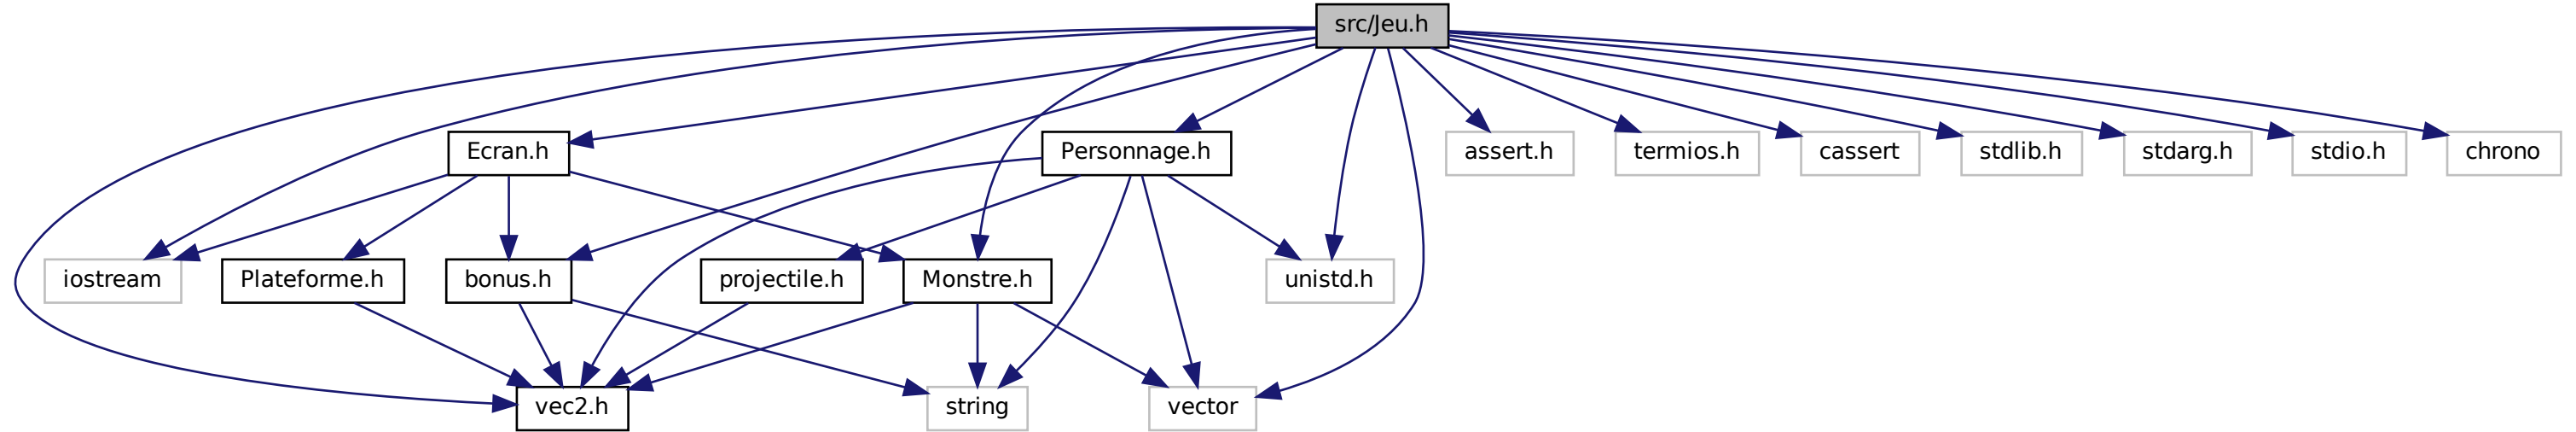 src/Jeu.h
Ecran.h
Personnage.h
assert.h
termios.h
cassert
stdlib.h
stdarg.h
stdio.h
chrono
iostream
Plateforme.h
bonus.h
projectile.h
Monstre.h
unistd.h
vec2.h
string
vector